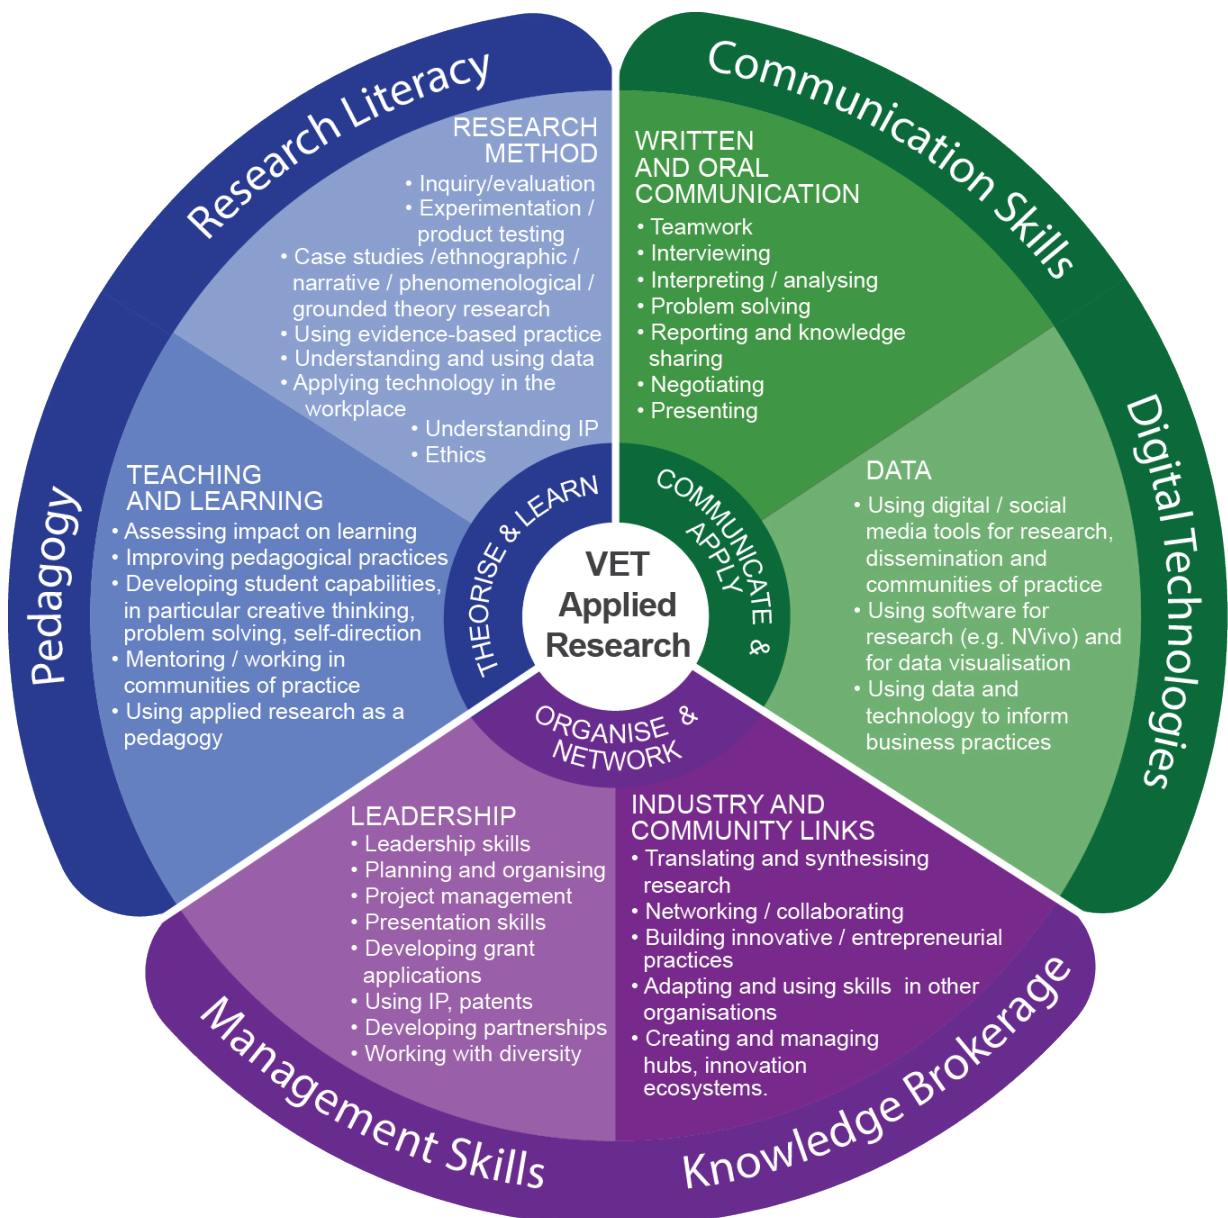 Research Literacy
RESEARCH
METHOD
• Inquiry/evaluation
• Experimentation /
product testing
• Case studies /ethnographic /
narrative / phenomenological /
grounded theory research
• Using evidence-based practice
• Understanding and using data
• Applying technology in the
workplace
• Understanding IP
• Ethics
Communication Skills
WRITTEN
AND ORAL
COMMUNICATION
• Teamwork
• Interviewing
• Interpreting / analysing
• Problem solving
• Reporting and knowledge
sharing
• Negotiating
• Presenting
Digital Technologies
DATA
• Using digital / social
media tools for research,
dissemination and
communities of practice
• Using software for
research (e.g. NVivo) and
for data visualisation
• Using data and
technology to inform
business practices
Pedagogy
TEACHING
AND LEARNING
• Assessing impact on learning
• Improving pedagogical practices
• Developing student capabilities,
in particular creative thinking,
problem solving, self-direction
• Mentoring / working in
communities of practice
• Using applied research as a
pedagogy
THEORISE & LEARN
COMMUNICATE &
APPLY
VET
Applied
Research
ORGANISE &
NETWORK
LEADERSHIP
• Leadership skills
• Planning and organising
• Project management
• Presentation skills
• Developing grant
applications
• Using IP, patents
• Developing partnerships
• Working with diversity
Management Skills
INDUSTRY AND
COMMUNITY LINKS
• Translating and synthesising
research
• Networking / collaborating
• Building innovative / entrepreneurial
practices
• Adapting and using skills in other
organisations
• Creating and managing
hubs, innovation
ecosystems.
Knowledge Brokerage